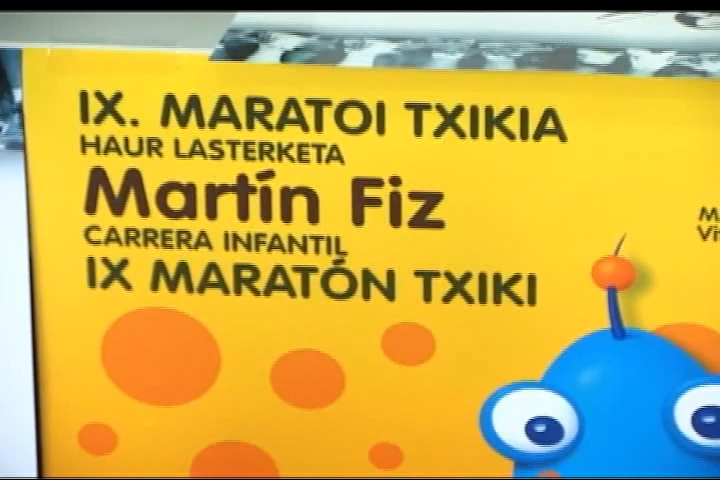 IX. MARATOI TXIKIA
HAUR LASTERKETA
Martín Fiz
CARRERA INFANTIL
IX MARATÓN TXIKI